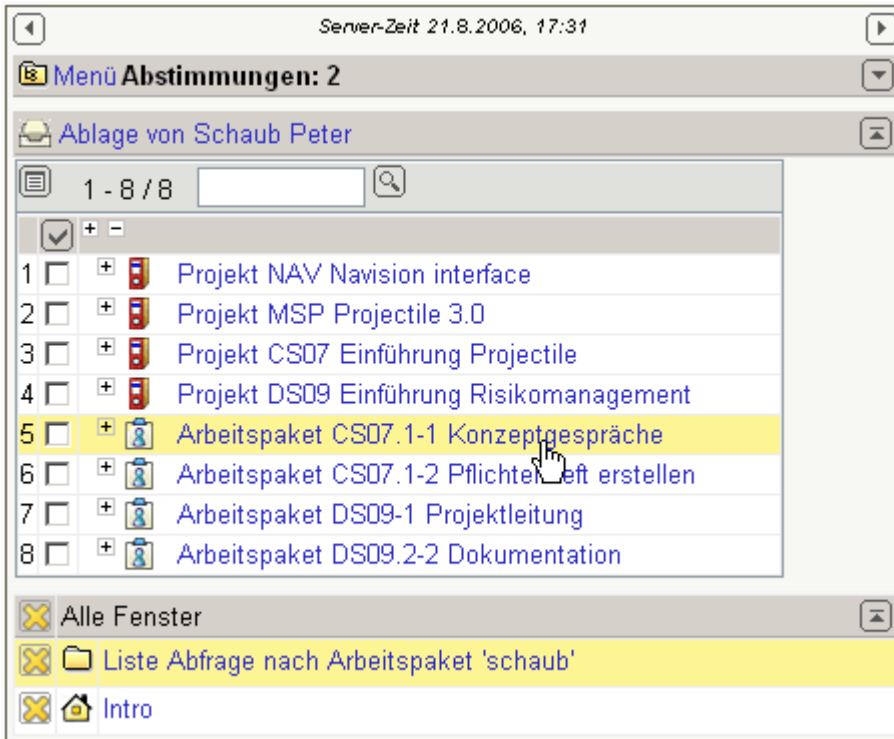 Server-Zeit 21.8.2006, 17:31
Menü Abstimmungen: 2
Ablage von Schaub Peter
1 - 8 / 8
1 Projekt NAV Navision interface
2 Projekt MSP Projectile 3.0
3 Projekt CS07 Einführung Projectile
4 Projekt DS09 Einführung Risikomanagement
5 Arbeitspaket CS07.1-1 Konzeptgespräche
6 Arbeitspaket CS07.1-2 Pflichtenheft erstellen
7 Arbeitspaket DS09-1 Projektleitung
8 Arbeitspaket DS09.2-2 Dokumentation
Alle Fenster
Liste Abfrage nach Arbeitspaket 'schaub'
Intro